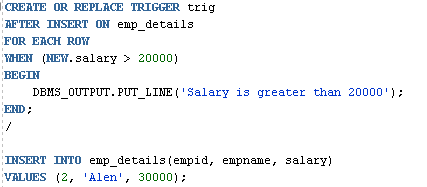 CREATE OR REPLACE TRIGGER trig
AFTER INSERT ON emp_details
FOR EACH ROW
WHEN (NEW.salary > 20000)
BEGIN
    DBMS_OUTPUT.PUT_LINE('Salary is greater than 20000');
END;
/

INSERT INTO emp_details(empid, empname, salary)
VALUES (2, 'Alen', 30000);